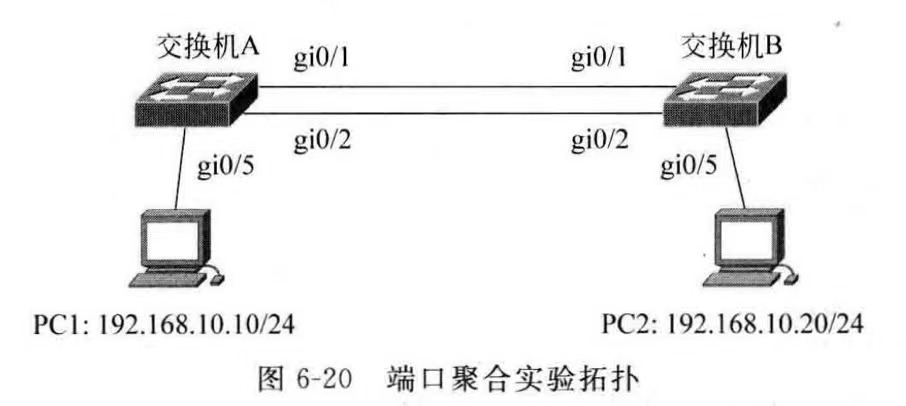 交换机A
交换机B
gi0/1
gi0/1
gi0/2
gi0/2
gi0/5
gi0/5
PC1: 192.168.10.10/24
PC2: 192.168.10.20/24
图 6-20 端口聚合实验拓扑